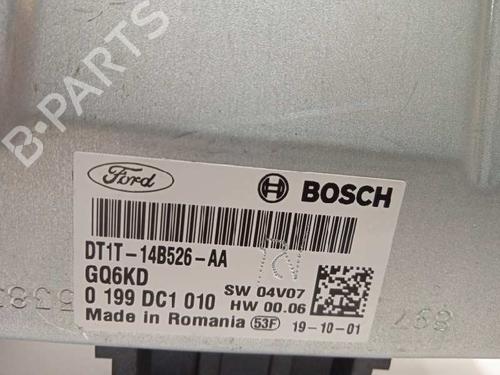 B-PARTS
Ford
BOSCH
DT1T-14B526-AA
GQ6KD
0 199 DC1 010
SW 04V07
HW 00.06
Made in Romania 53F 19-10-01